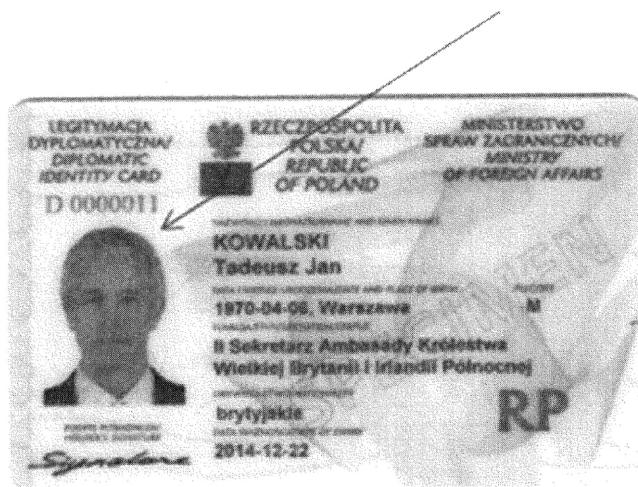 LEGITYMACJA
DYPLOMATYCZNA/
DIPLOMATIC
IDENTITY CARD
D 0000011
RZECZPOSPOLITA
POLSKA/
REPUBLIC
OF POLAND
MINISTERSTWO
SPRAW ZAGRANICZNYCH/
MINISTRY
OF FOREIGN AFFAIRS
KOWALSKI
Tadeusz Jan
1970-04-06, Warszawa
M
II Sekretarz Ambasady Królestwa
Wielkiej Brytanii i Irlandii Północnej
brytyjskie
2014-12-22
RP
Signature